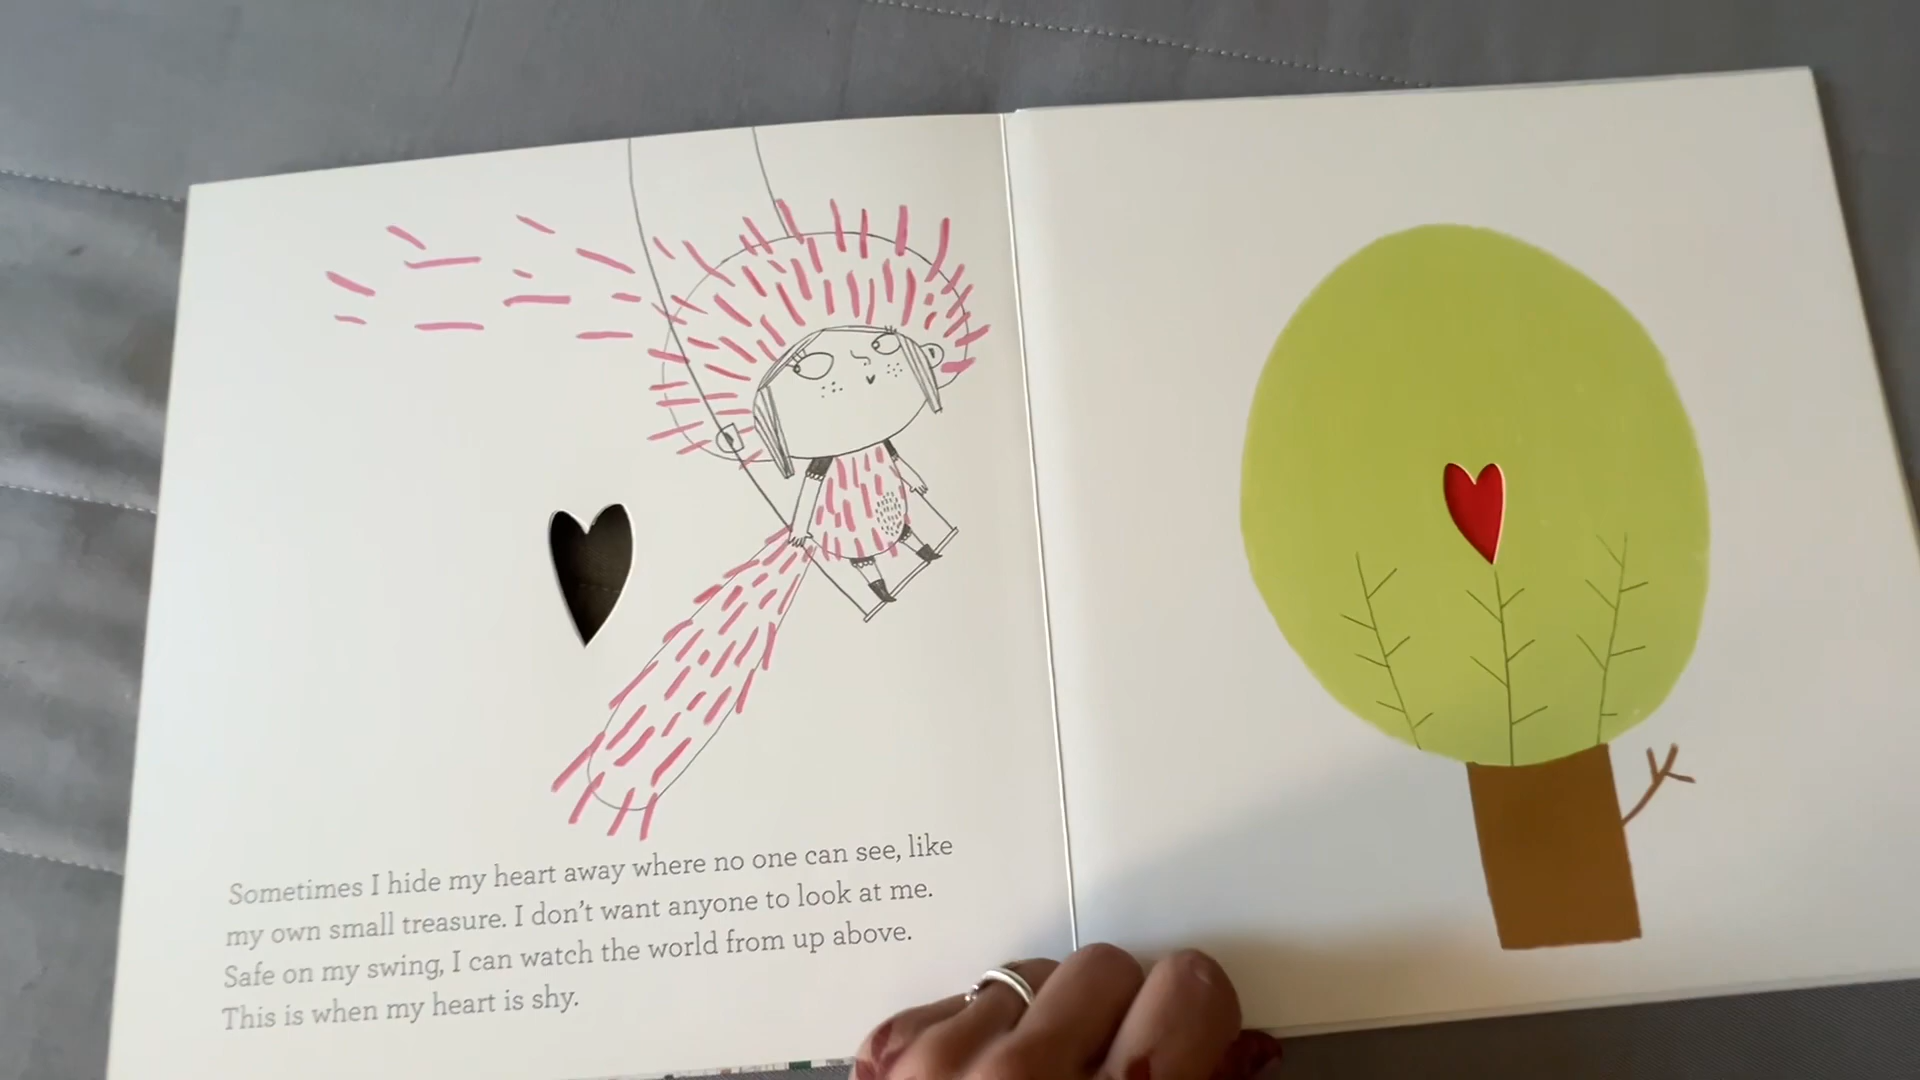 Sometimes I hide my heart away where no one can see, like
my own small treasure. I don't want anyone to look at me.
Safe on my swing, I can watch the world from up above.
This is when my heart is shy.